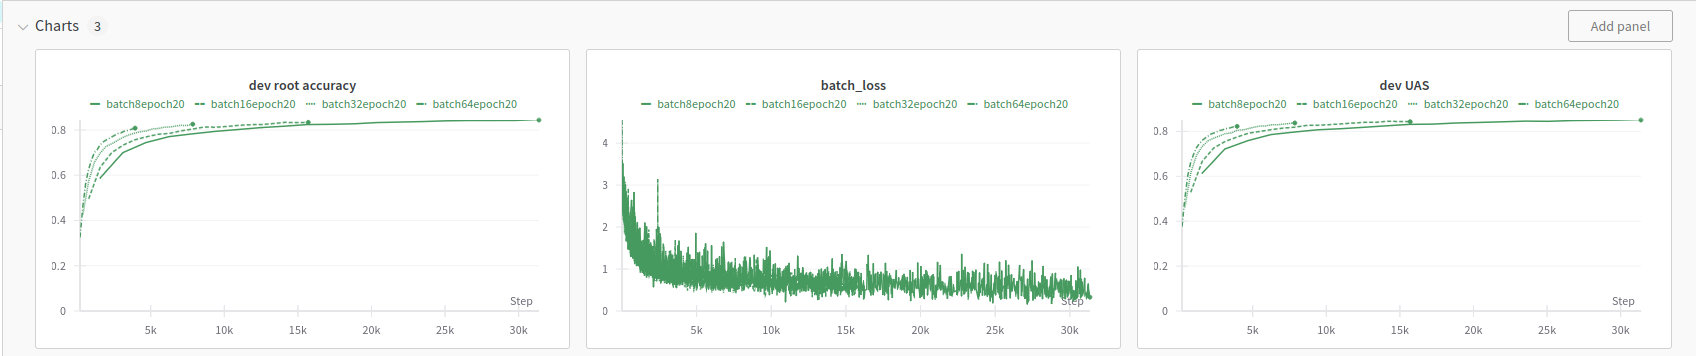 Charts 3
Add panel
dev root accuracy
batch8epoch20 batch16epoch20 batch32epoch20 batch64epoch20
0.8
0.6
0.4
0.2
0
Step
5k 10k 15k 20k 25k 30k
batch_loss
batch8epoch20 batch16epoch20 batch32epoch20 batch64epoch20
4
3
2
1
0
Step
5k 10k 15k 20k 25k 30k
dev UAS
batch8epoch20 batch16epoch20 batch32epoch20 batch64epoch20
0.8
0.6
0.4
0.2
0
Step
5k 10k 15k 20k 25k 30k